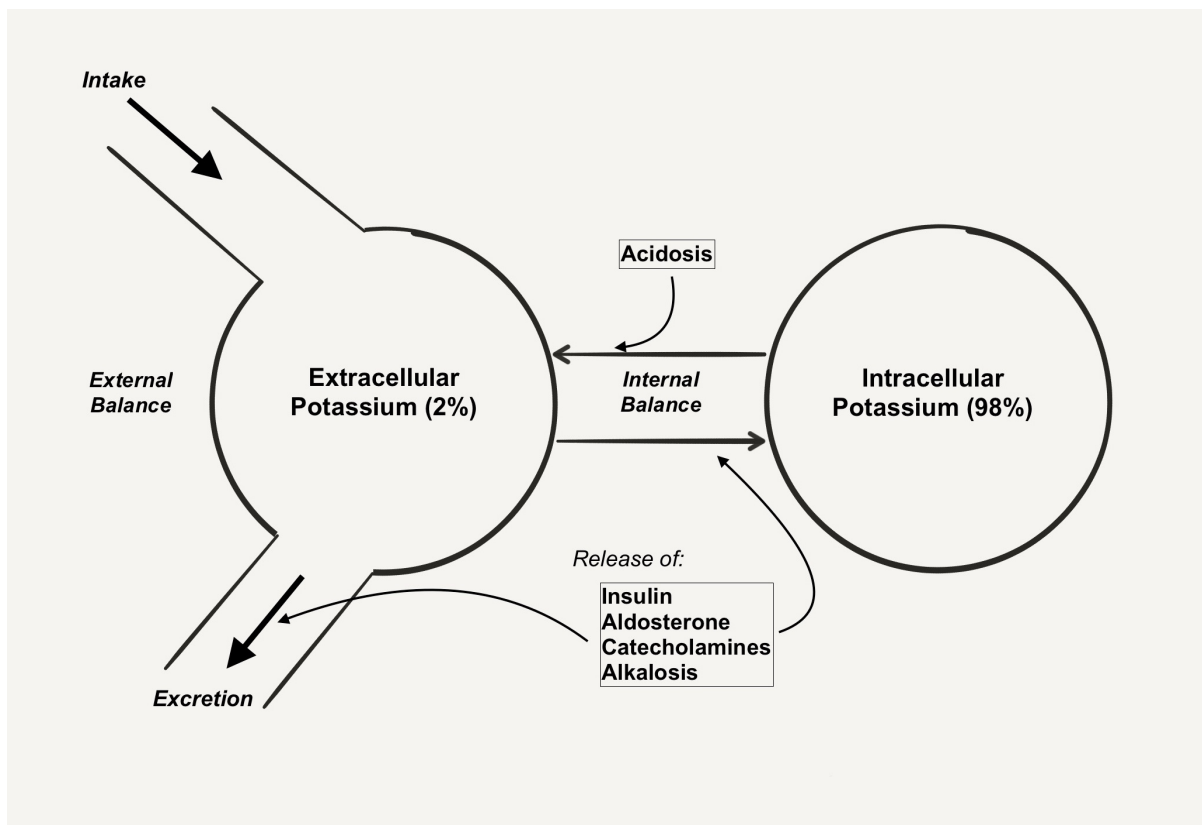 Intake
Acidosis
External
Balance
Extracellular
Potassium (2%)
Internal
Balance
Intracellular
Potassium (98%)
Release of:
Insulin
Aldosterone
Catecholamines
Alkalosis
Excretion